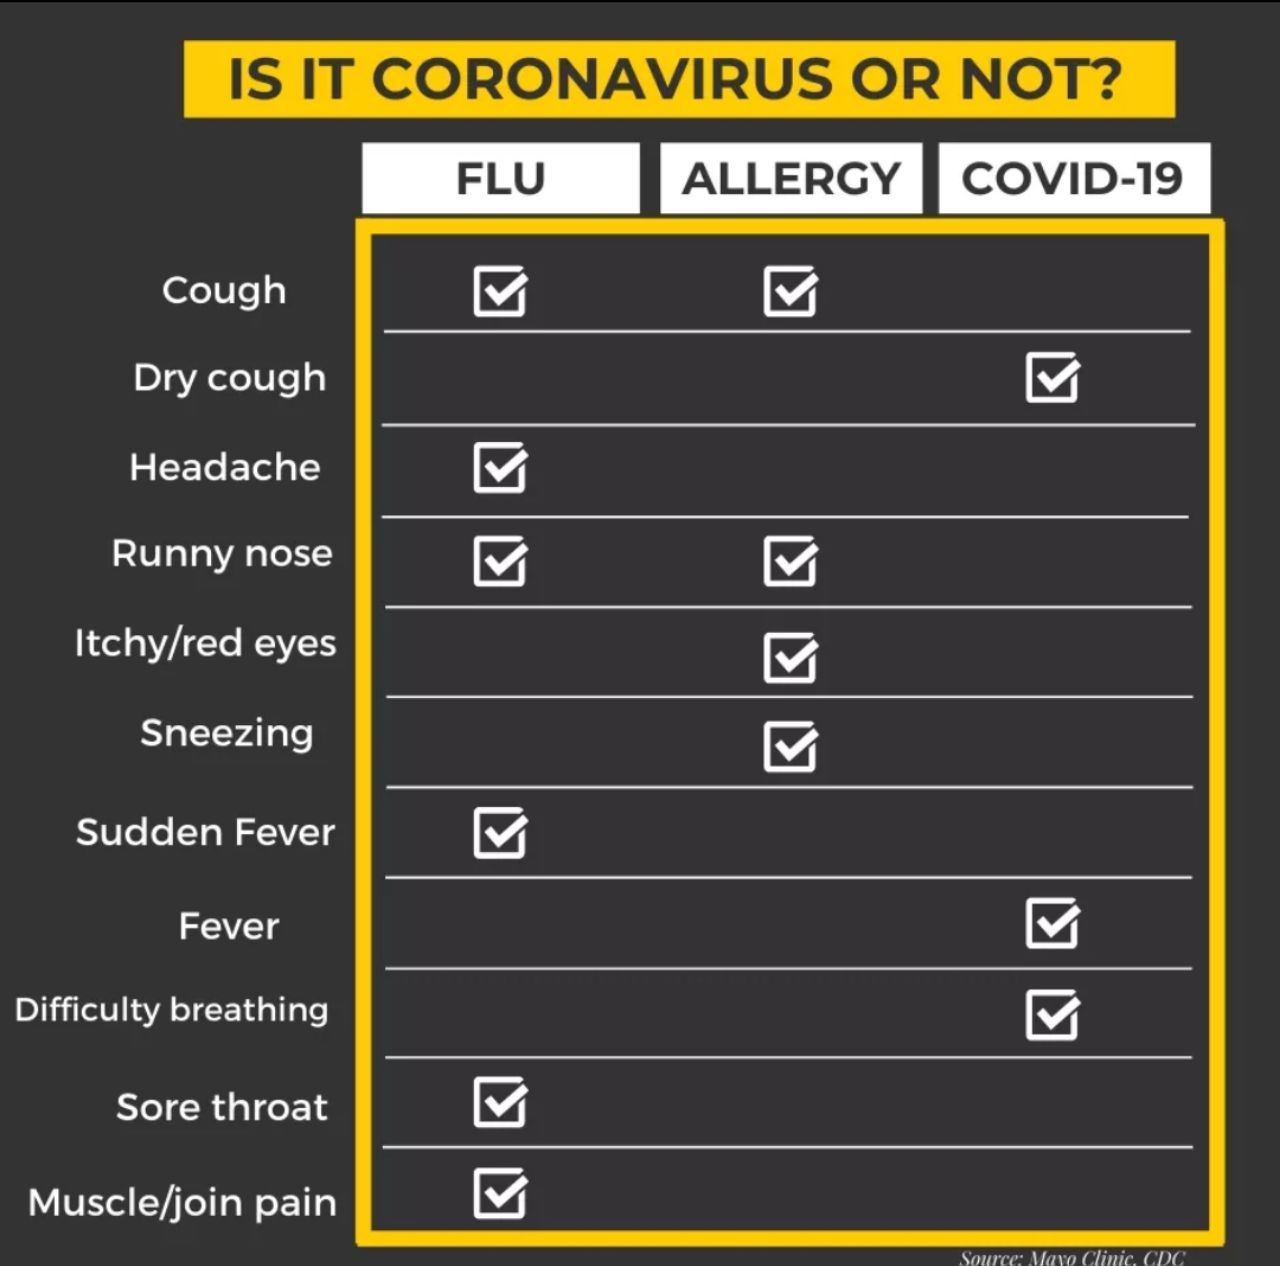 IS IT CORONAVIRUS OR NOT?
FLU ALLERGY COVID-19
Cough
Dry cough
Headache
Runny nose
Itchy/red eyes
Sneezing
Sudden Fever
Fever
Difficulty breathing
Sore throat
Muscle/join pain
Source: Mayo Clinic, CDC